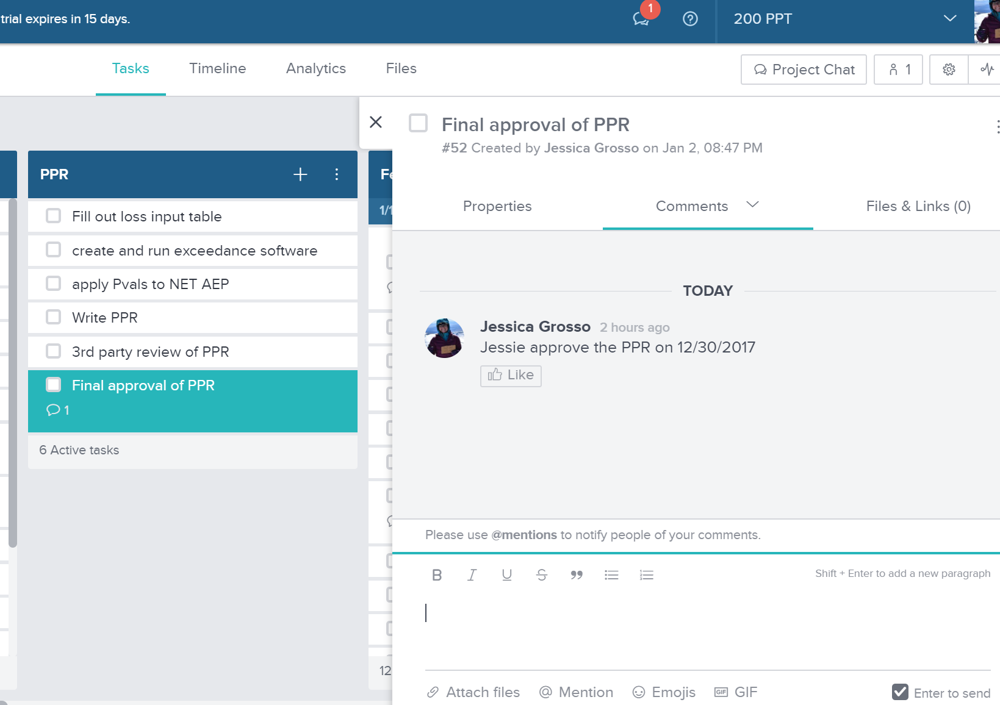 trial expires in 15 days.
1
200 PPT
Tasks
Timeline
Analytics
Files
Project Chat
1
PPR
Fill out loss input table
create and run exceedance software
apply Pvals to NET AEP
Write PPR
3rd party review of PPR
Final approval of PPR
1
6 Active tasks
Fe
1/1
12
Final approval of PPR
#52 Created by Jessica Grosso on Jan 2, 08:47 PM
Properties
Comments
Files & Links (0)
TODAY
Jessica Grosso 2 hours ago
Jessie approve the PPR on 12/30/2017
Like
Please use @mentions to notify people of your comments.
B I U S
Shift + Enter to add a new paragraph
Attach files
@ Mention
Emojis
GIF GIF
Enter to send